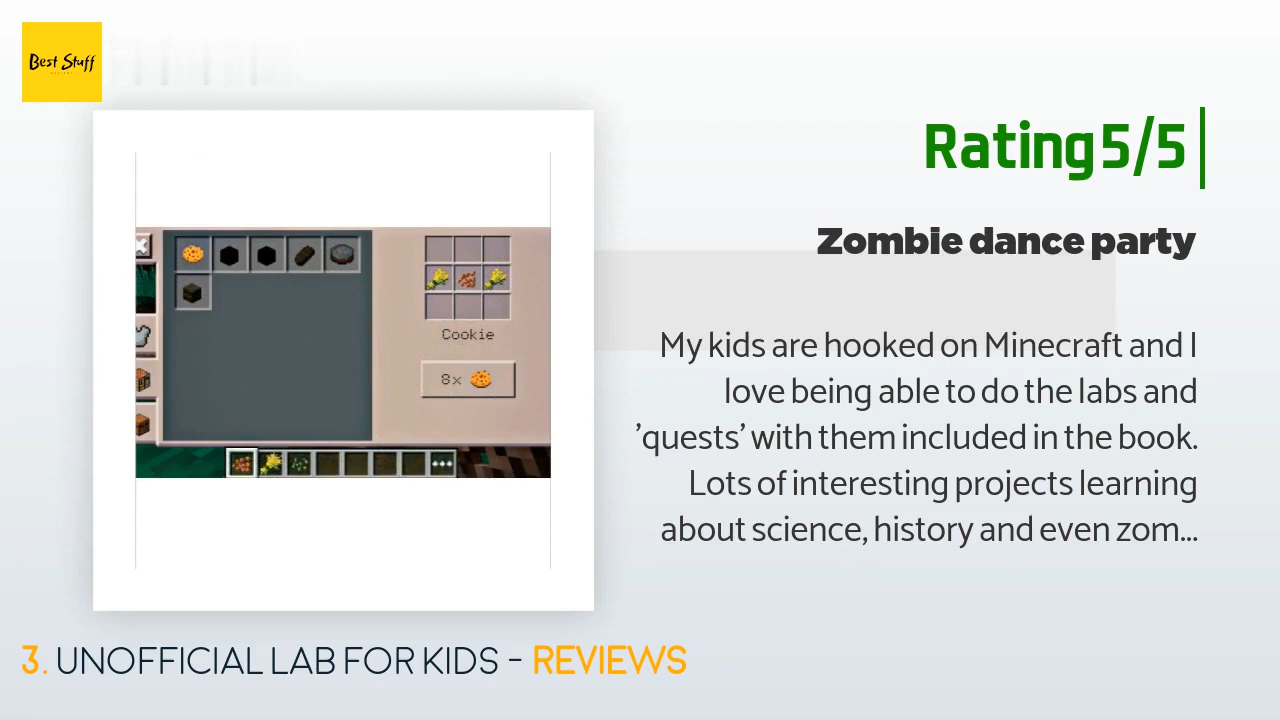 Best Stuff
Rating 5/5
Zombie dance party
My kids are hooked on Minecraft and I
love being able to do the labs and
'quests' with them included in the book.
Lots of interesting projects learning
about science, history and even zom...
Cookie
8x
3. UNOFFICIAL LAB FOR KIDS - REVIEWS